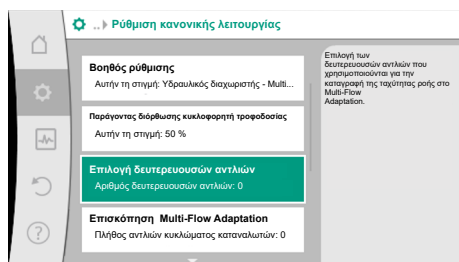 ..▸ Ρύθμιση κανονικής λειτουργίας
Βοηθός ρύθμισης
Αυτήν τη στιγμή: Υδραυλικός διαχωριστής - Multi...
Παράγοντας διόρθωσης κυκλοφορητή τροφοδοσίας
Αυτήν τη στιγμή: 50 %
Επιλογή δευτερευουσών αντλιών
Αριθμός δευτερευουσών αντλιών: 0
Επισκόπηση Multi-Flow Adaptation
Πλήθος αντλιών κυκλώματος καταναλωτών: 0
Επιλογή των
δευτερευουσών αντλιών που
χρησιμοποιούνται για την
καταγραφή της ταχύτητας ροής στο
Multi-Flow
Adaptation.